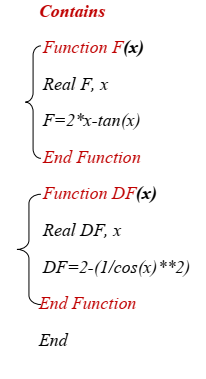 Contains
Function F(x)
Real F, x
F=2*x-tan(x)
End Function
Function DF(x)
Real DF, x
DF=2-(1/cos(x)**2)
End Function
End